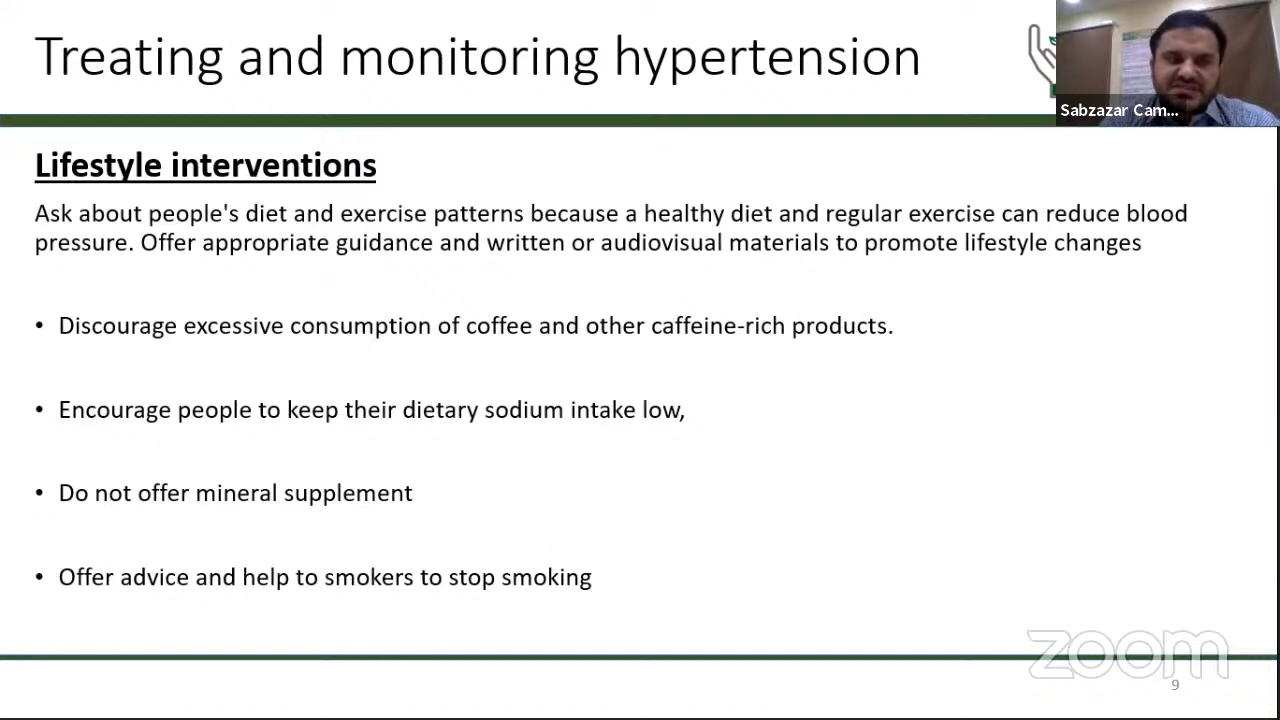 Treating and monitoring hypertension
Sabzazar Cam...
Lifestyle interventions
Ask about people's diet and exercise patterns because a healthy diet and regular exercise can reduce blood
pressure. Offer appropriate guidance and written or audiovisual materials to promote lifestyle changes
• Discourage excessive consumption of coffee and other caffeine-rich products.
• Encourage people to keep their dietary sodium intake low,
• Do not offer mineral supplement
• Offer advice and help to smokers to stop smoking
zoom
9